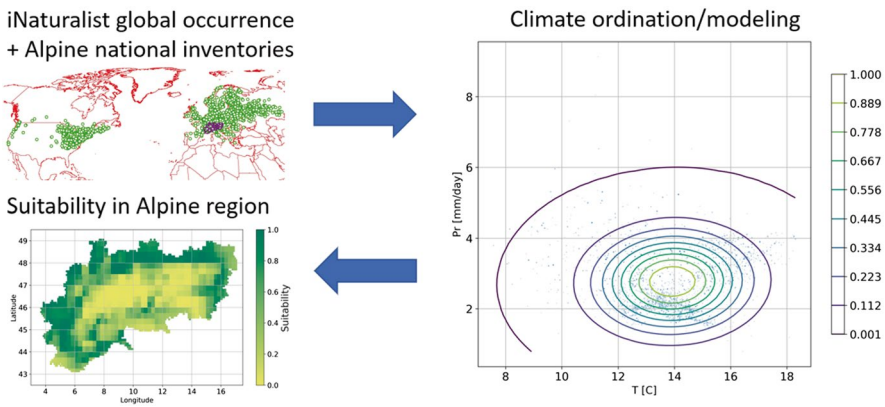 iNaturalist global occurrence
+ Alpine national inventories
Climate ordination/modeling
8
6
4
2
Pr [mm/day]
8 10 12 14 16 18
T [C]
1.000
0.889
0.778
0.667
0.556
0.445
0.334
0.223
0.112
0.001
Suitability in Alpine region
49
48
47
46
45
44
43
Latitude
4 6 8 10 12 14 16
Longitude
1.0
0.8
0.6
0.4
0.2
0.0
Suitability